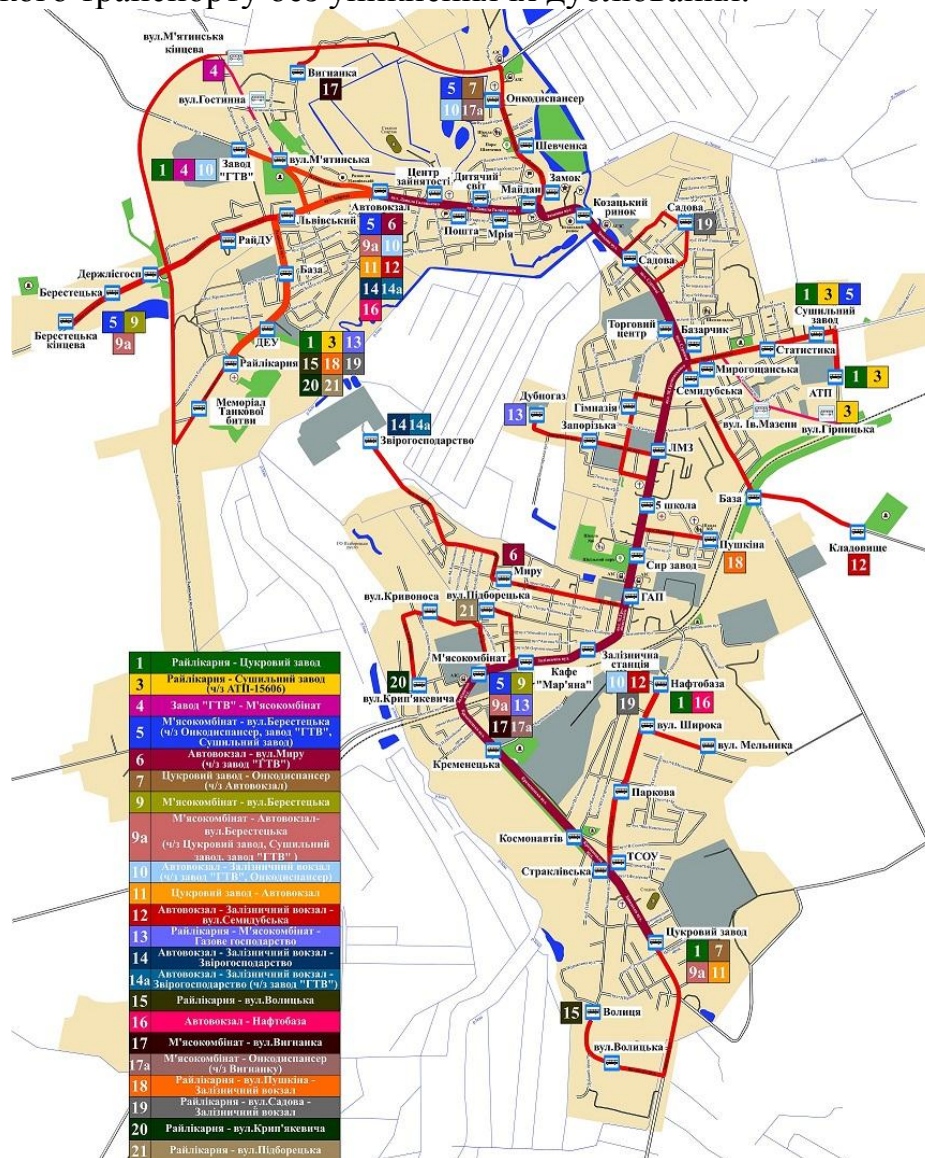 кого транспорту без уникнення їх дублювання.
вул.М'ятинська
кінцева
4
Вигнанка
17
вул.Гостинна
5 7
10 17а
Онкодиспансер
Шевченка
1 4 10
Завод
"ГТВ"
вул.М'ятинська
Центр
зайнятості
Дитячий
світ
Майдан
Замок
Козацький
ринок
Садова
19
Автовокзал
Львівський
Пошта
Мрія
Садова
РайДУ
5 6
9а 10
11 12
14 14а
16
База
Держлісгосп
Берестецька
Берестецька
кінцева
5 9
9а
ДЕУ
Райлікарня
1 3 13
15 18 19
20 21
Меморіал
Танкової
битви
Торговий
центр
Базарчик
1 3 5
Сушильний
завод
Статистика
Мирогощанська
Семидубська
АТП
1 3
Дубногаз
13
Гімназія
Запорізька
вул. Ів.Мазепи
вул.Гірницька
3
14 14а
Звірогосподарство
ЛМЗ
База
5 школа
Пушкіна
18
Кладовище
12
Сир завод
6
Миру
ГАП
вул.Підборецька
21
вул.Кривоноса
М'ясокомбінат
Кафе
"Мар'яна"
Залізнична
станція
10 12
19
Нафтобаза
1 16
20
вул.Крип'якевича
5 9
9а 13
17 17а
вул. Широка
вул. Мельника
Кременецька
Паркова
Космонавтів
ТСОУ
Страклівська
Цукровий завод
1 7
9а 11
15
Волиця
вул.Волицька
1 Райлікарня - Цукровий завод
3 Райлікарня - Сушильний завод
(ч/з АТП-15606)
4 Завод "ГТВ" - М'ясокомбінат
5 М'ясокомбінат - вул.Берестецька
(ч/з Онкодиспансер, завод "ГТВ",
Сушильний завод)
6 Автовокзал - вул.Миру
(ч/з завод "ГТВ")
7 Цукровий завод - Онкодиспансер
(ч/з Автовокзал)
9 М'ясокомбінат - вул.Берестецька
9а М'ясокомбінат - Автовокзал-
вул.Берестецька
(ч/з Цукровий завод, Сушильний
завод, завод "ГТВ" )
10 Автовокзал - Залізничний вокзал
(ч/з завод "ГТВ", Онкодиспансер)
11 Цукровий завод - Автовокзал
12 Автовокзал - Залізничний вокзал -
вул.Семидубська
13 Райлікарня - М'ясокомбінат -
Газове господарство
14 Автовокзал - Залізничний вокзал -
Звірогосподарство
14а Автовокзал - Залізничний вокзал -
Звірогосподарство (ч/з завод "ГТВ")
15 Райлікарня - вул.Волицька
16 Автовокзал - Нафтобаза
17 М'ясокомбінат - вул.Вигнанка
17а М'ясокомбінат - Онкодиспансер
(ч/з Вигнанку)
18 Райлікарня - вул.Пушкіна -
Залізничний вокзал
19 Райлікарня - вул.Садова -
Залізничний вокзал
20 Райлікарня - вул.Крип'якевича
21 Райлікарня - вул.Підборецька